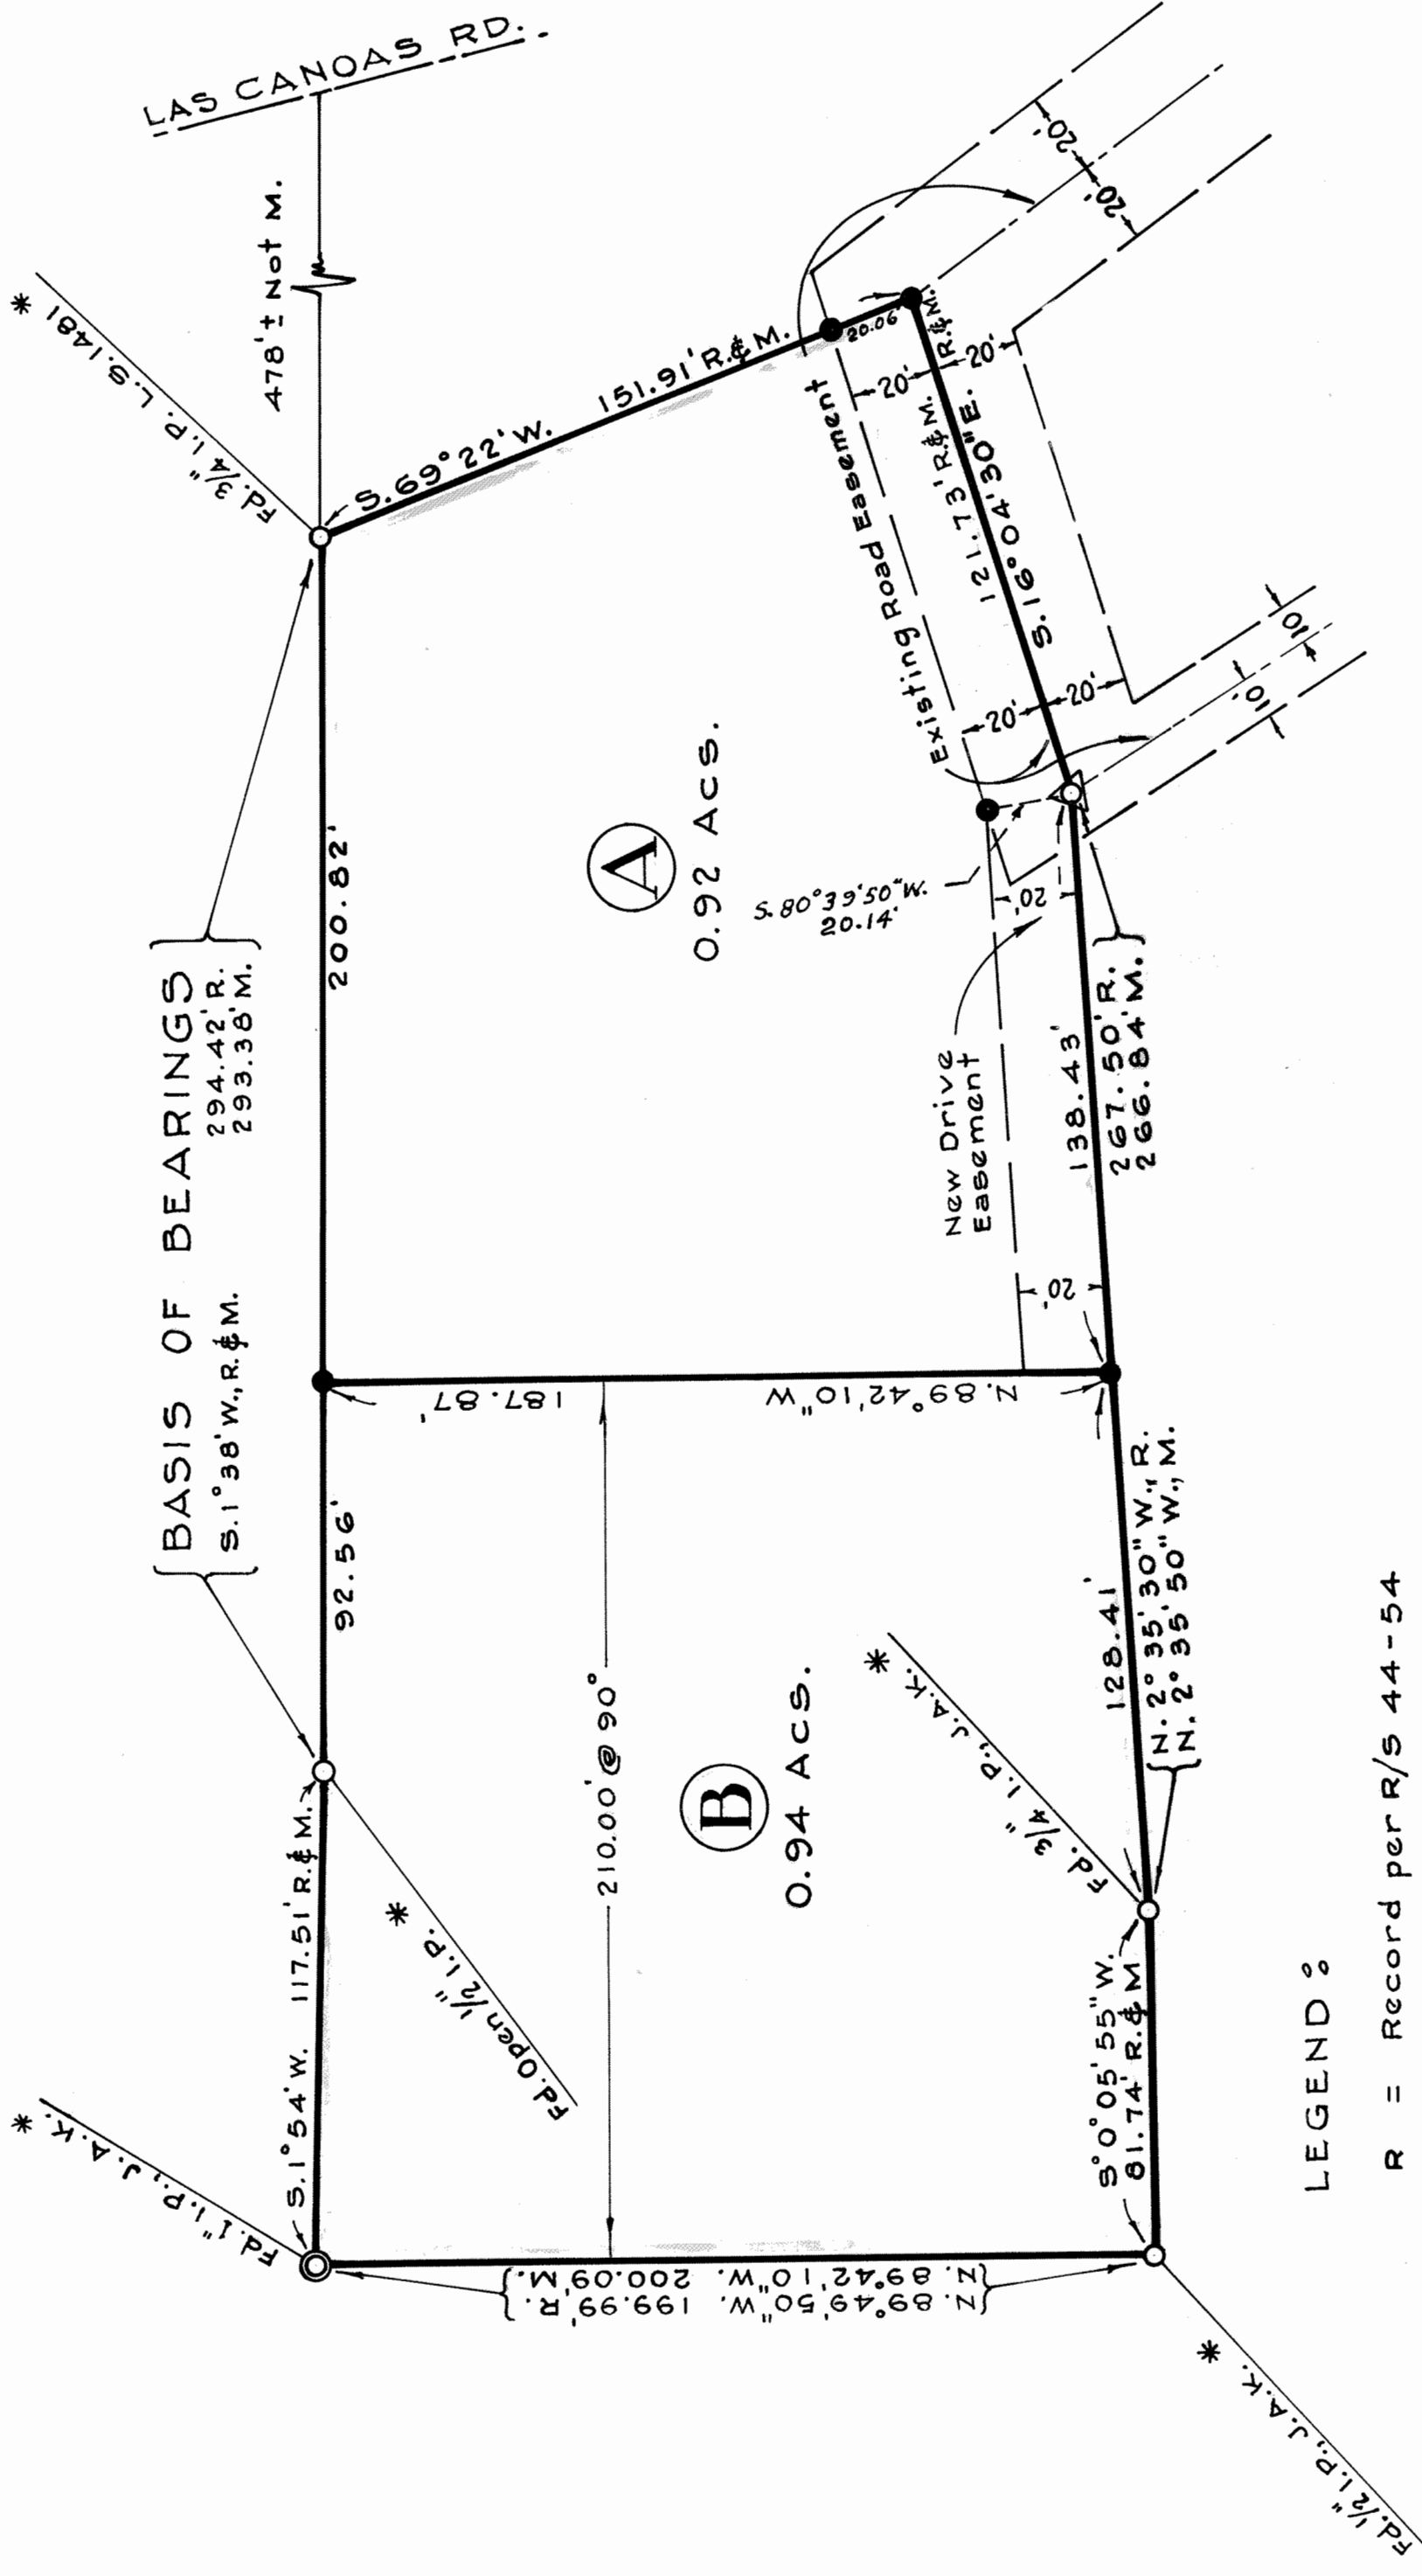 LAS CANOAS RD.
478' ± Not M.
Fd. 3/4" I.P. L.S. 1481 *
S. 69° 22' W. 151.91' R.& M.
20.06
R.& M.
20'
20'
20'
20'
Existing Road Easement
121.73' R.& M.
S. 16° 04' 30" E.
20'
20'
10'
10'
BASIS OF BEARINGS
S. 1° 38' W., R.& M.
294.42' R.
293.38' M.
200.82'
A
0.92 Acs.
S. 80° 39' 50" W.
20.14'
20'
New Drive
Easement
20'
138.43'
267.50' R.
266.84' M.
187.87'
N. 89° 42' 10" W
92.56'
210.00' @ 90°
B
0.94 Acs.
128.41'
N. 2° 35' 30" W., R.
N. 2° 35' 50" W., M.
Fd. 3/4" I.P., J.A.K. *
S. 1° 54' W. 117.51' R.& M.
Fd. Open 1/2" I.P. *
Fd. 1" I.P., J.A.K. *
S° 0° 05' 55" W.
81.74' R.& M
N. 89° 42' 10" W. 200.09' M.
N. 89° 49' 50" W. 199.99' R.
Fd. 1/2" I.P., J.A.K. *
LEGEND:
R = Record per R/S 44-54